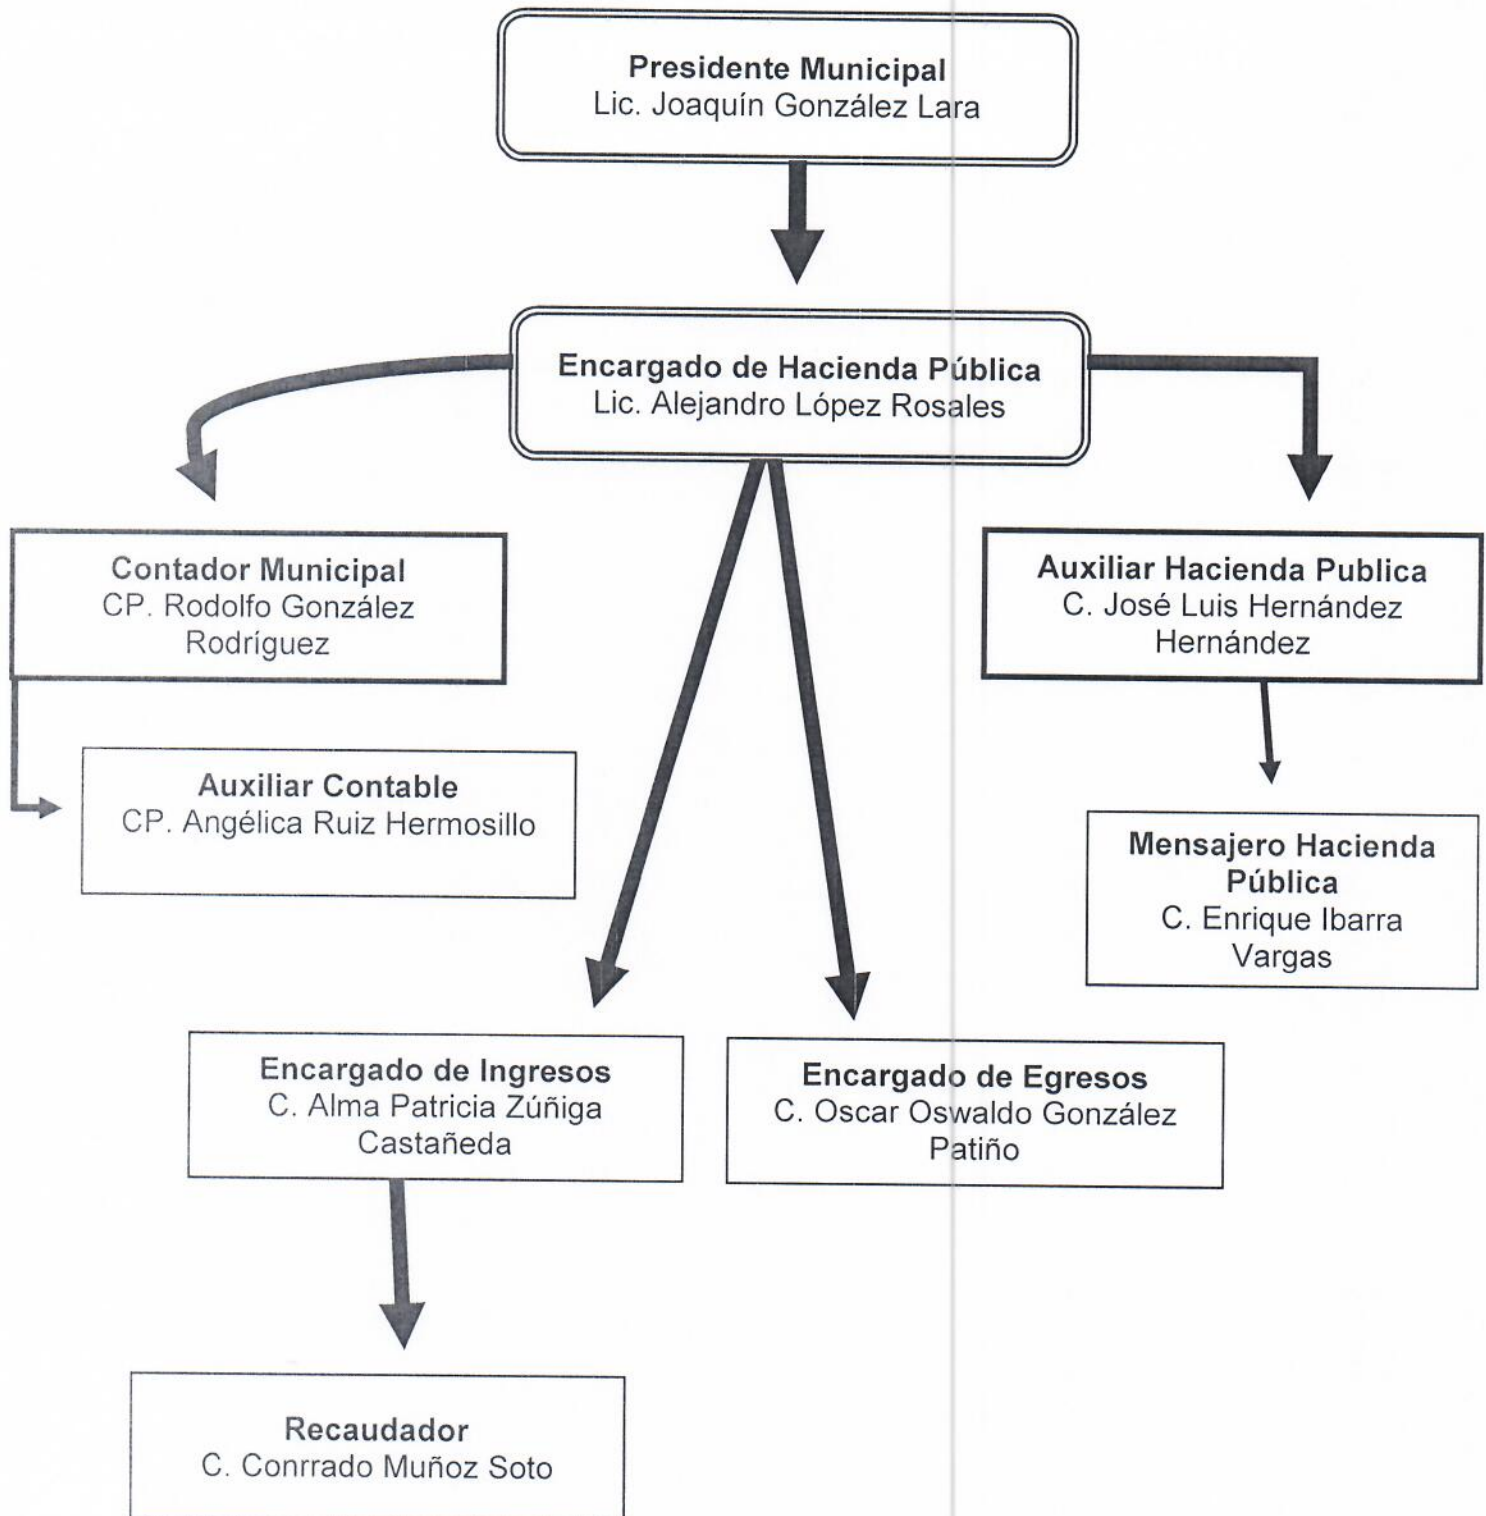 Presidente Municipal
Lic. Joaquín González Lara
Encargado de Hacienda Pública
Lic. Alejandro López Rosales
Contador Municipal
CP. Rodolfo González
Rodríguez
Auxiliar Hacienda Publica
C. José Luis Hernández
Hernández
Auxiliar Contable
CP. Angélica Ruiz Hermosillo
Mensajero Hacienda
Pública
C. Enrique Ibarra
Vargas
Encargado de Ingresos
C. Alma Patricia Zúñiga
Castañeda
Encargado de Egresos
C. Oscar Oswaldo González
Patiño
Recaudador
C. Conrrado Muñoz Soto